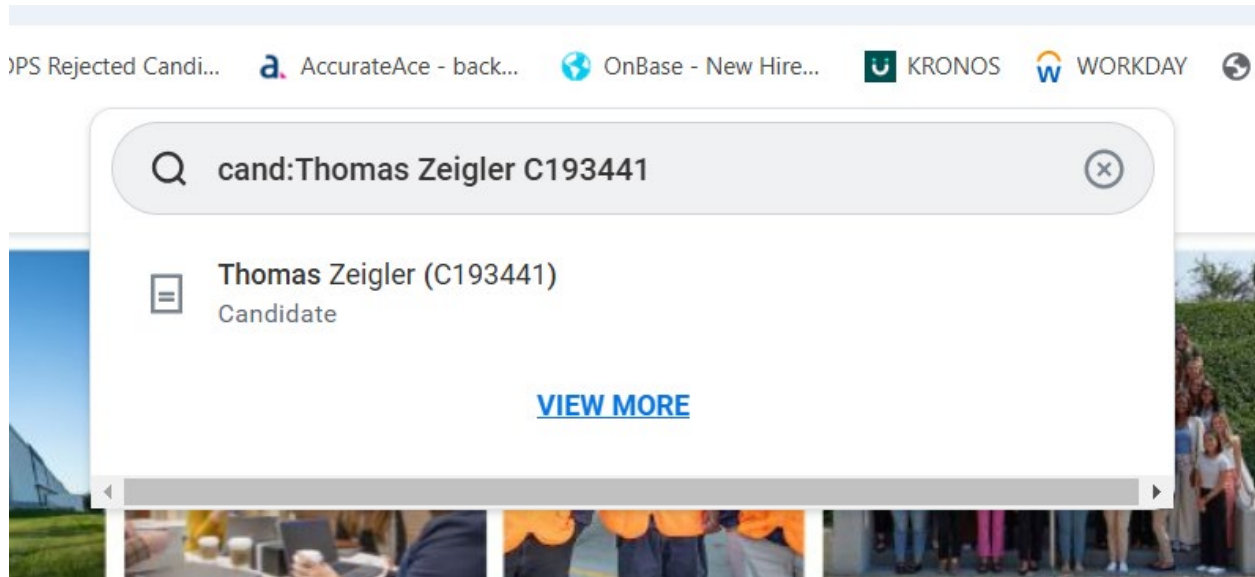 OPS Rejected Candi... a. AccurateAce - back... OnBase - New Hire... KRONOS WORKDAY
cand:Thomas Zeigler C193441
Thomas Zeigler (C193441)
Candidate
VIEW MORE